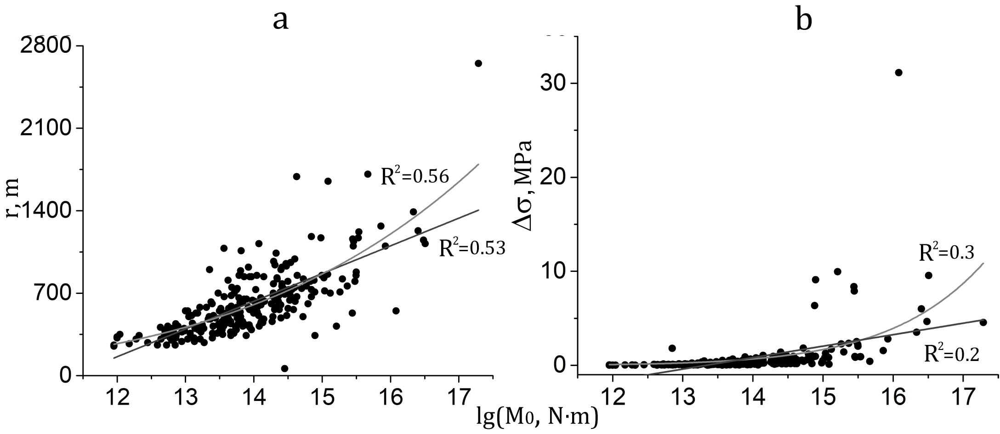 a
b
2800
2100
1400
700
0
r, m
R²=0.56
R²=0.53
12 13 14 15 16 17
30
20
10
0
Δσ, MPa
R²=0.3
R²=0.2
12 13 14 15 16 17
lg(M0, N·m)